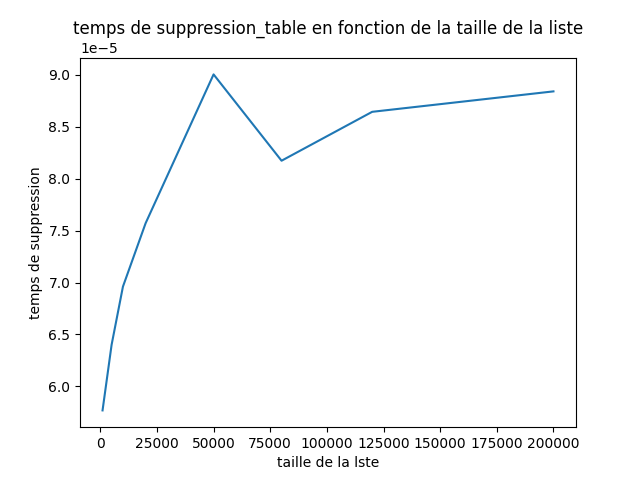 temps de suppression_table en fonction de la taille de la liste
1e−5
9.0
8.5
8.0
7.5
7.0
6.5
6.0
temps de suppression
0 25000 50000 75000 100000 125000 150000 175000 200000
taille de la lste